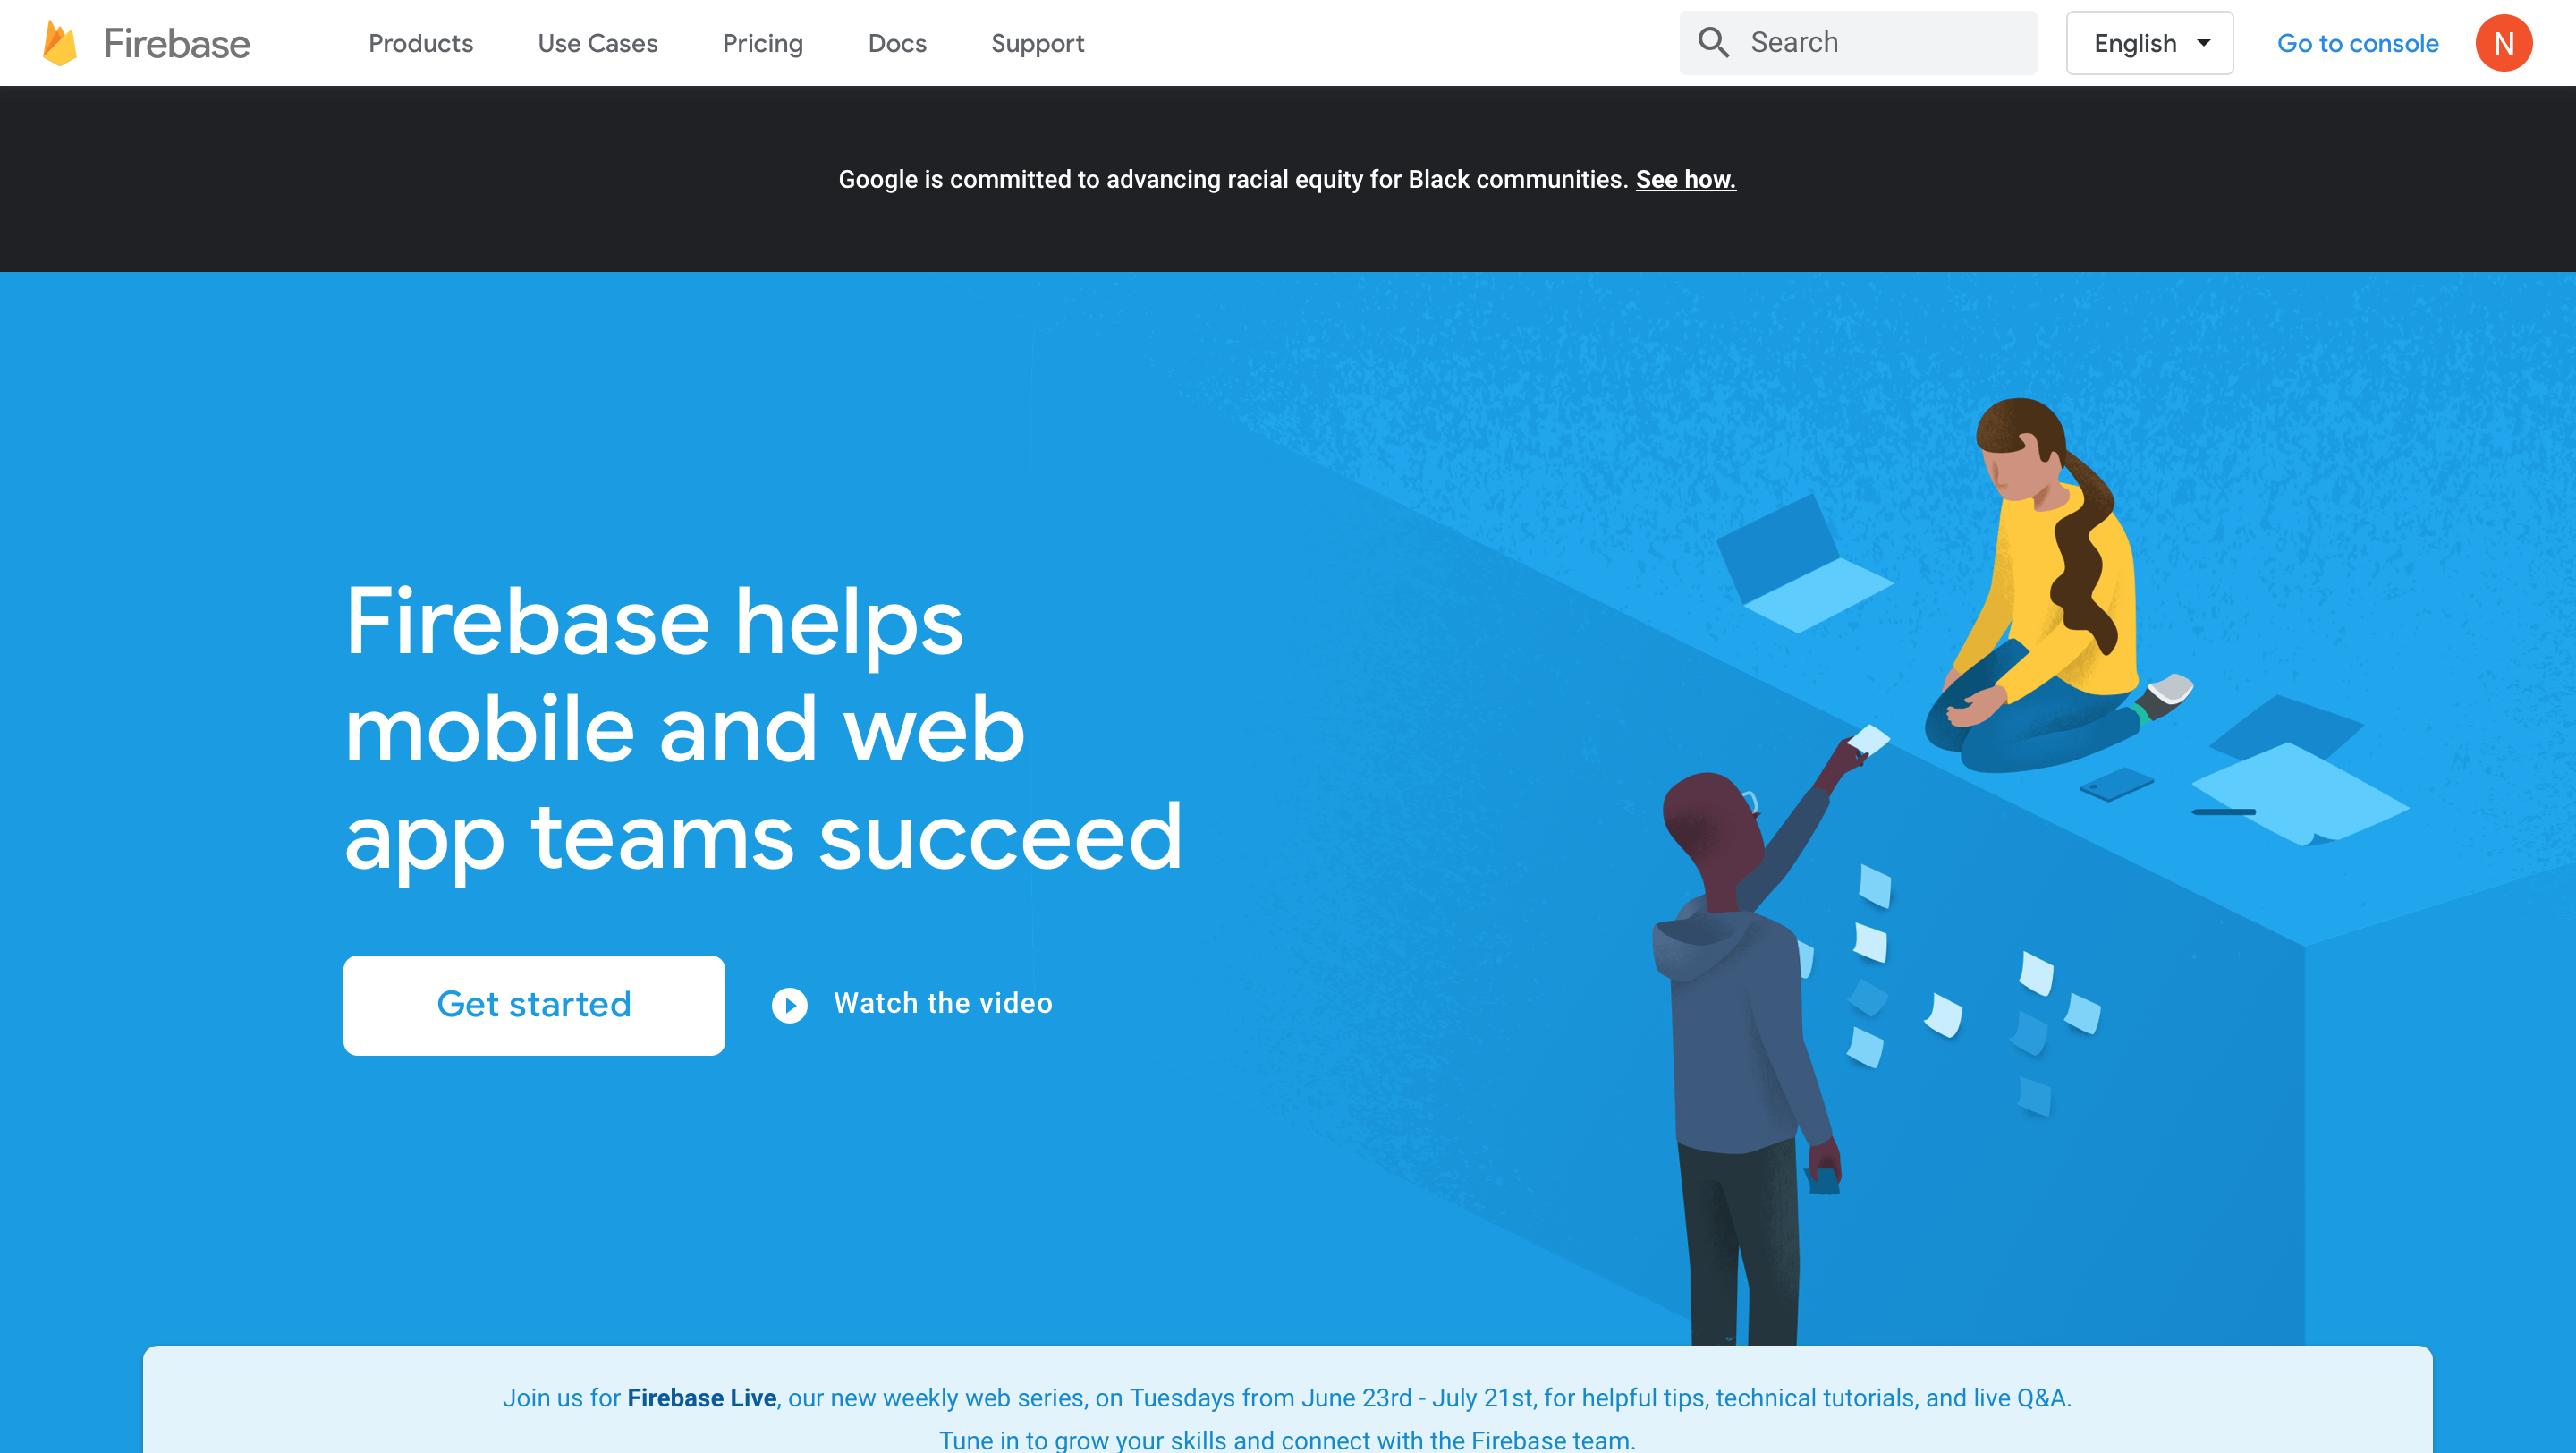 Firebase
Products
Use Cases
Pricing
Docs
Support
Search
English
Go to console
N
Google is committed to advancing racial equity for Black communities. See how.
Firebase helps
mobile and web
app teams succeed
Get started
Watch the video
Join us for Firebase Live, our new weekly web series, on Tuesdays from June 23rd - July 21st, for helpful tips, technical tutorials, and live Q&A.
Tune in to grow your skills and connect with the Firebase team.